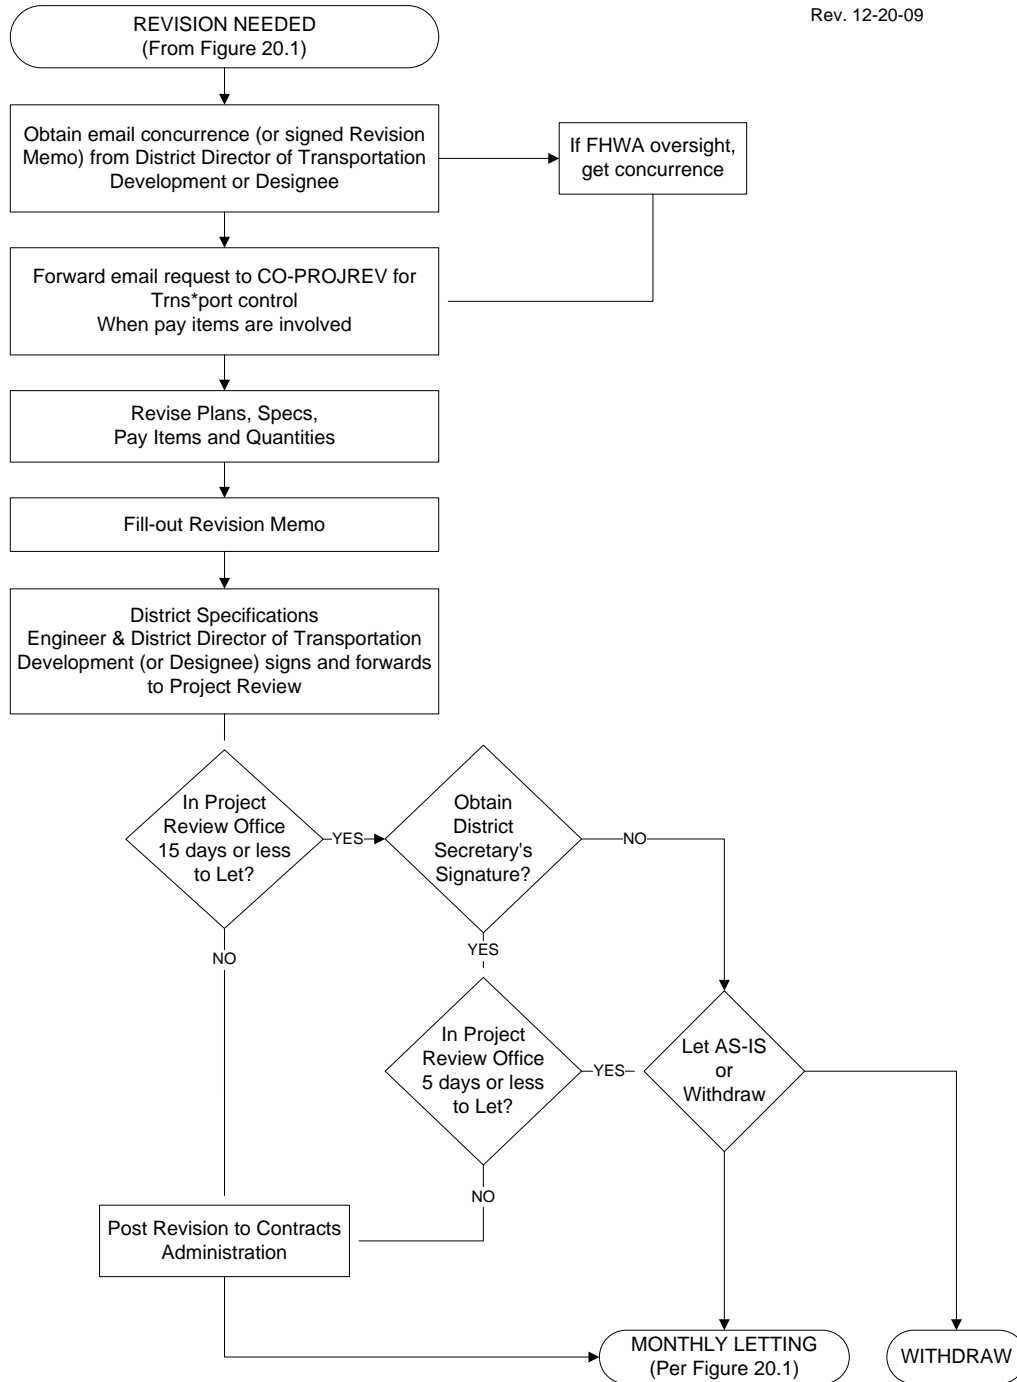 Rev. 12-20-09
REVISION NEEDED
(From Figure 20.1)
Obtain email concurrence (or signed Revision
Memo) from District Director of Transportation
Development or Designee
If FHWA oversight,
get concurrence
Forward email request to CO-PROJREV for
Trns*port control
When pay items are involved
Revise Plans, Specs,
Pay Items and Quantities
Fill-out Revision Memo
District Specifications
Engineer & District Director of Transportation
Development (or Designee) signs and forwards
to Project Review
In Project
Review Office
15 days or less
to Let?
YES
Obtain
District
Secretary's
Signature?
NO
NO
YES
In Project
Review Office
5 days or less
to Let?
YES
Let AS-IS
or
Withdraw
NO
Post Revision to Contracts
Administration
MONTHLY LETTING
(Per Figure 20.1)
WITHDRAW